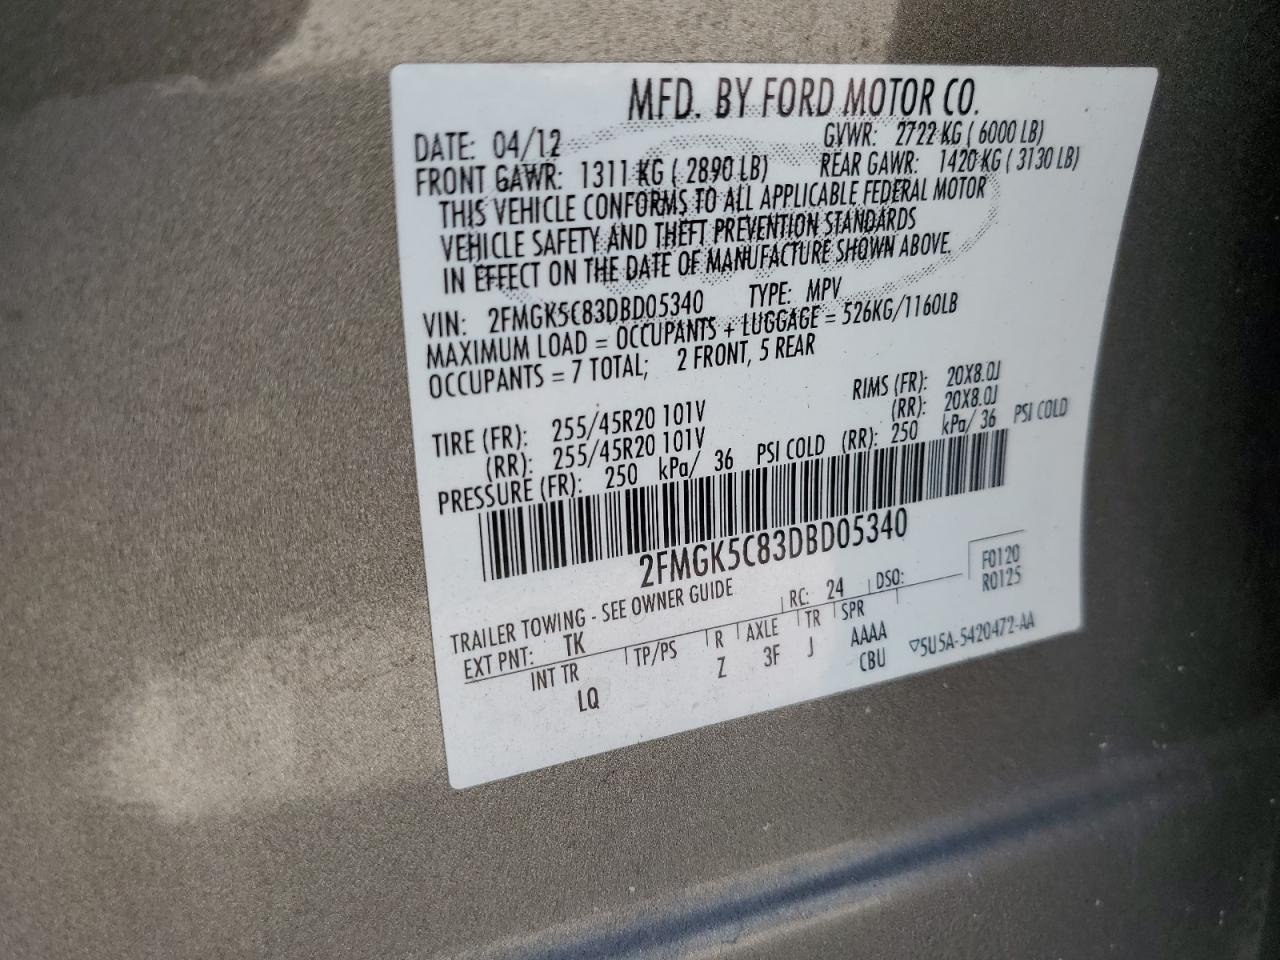 MFD. BY FORD MOTOR CO.
DATE: 04/12 GVWR: 2722 KG ( 6000 LB)
FRONT GAWR: 1311 KG ( 2890 LB) REAR GAWR: 1420 KG ( 3130 LB)
THIS VEHICLE CONFORMS TO ALL APPLICABLE FEDERAL MOTOR
VEHICLE SAFETY AND THEFT PREVENTION STANDARDS
IN EFFECT ON THE DATE OF MANUFACTURE SHOWN ABOVE.
VIN: 2FMGK5C83DBD05340 TYPE: MPV
MAXIMUM LOAD = OCCUPANTS + LUGGAGE = 526KG/1160LB
OCCUPANTS = 7 TOTAL; 2 FRONT, 5 REAR
TIRE (FR): 255/45R20 101V RIMS (FR): 20X8.0J
(RR): 255/45R20 101V (RR): 20X8.0J
PRESSURE (FR): 250 kPa/ 36 PSI COLD (RR): 250 kPa/ 36 PSI COLD
2FMGK5C83DBD05340
TRAILER TOWING - SEE OWNER GUIDE
F0120
EXT PNT: TK RC: 24 DSO: R0125
INT TR TP/PS R AXLE TR SPR
LQ Z 3F J AAAA
CBU
▽5U5A-5420472-AA